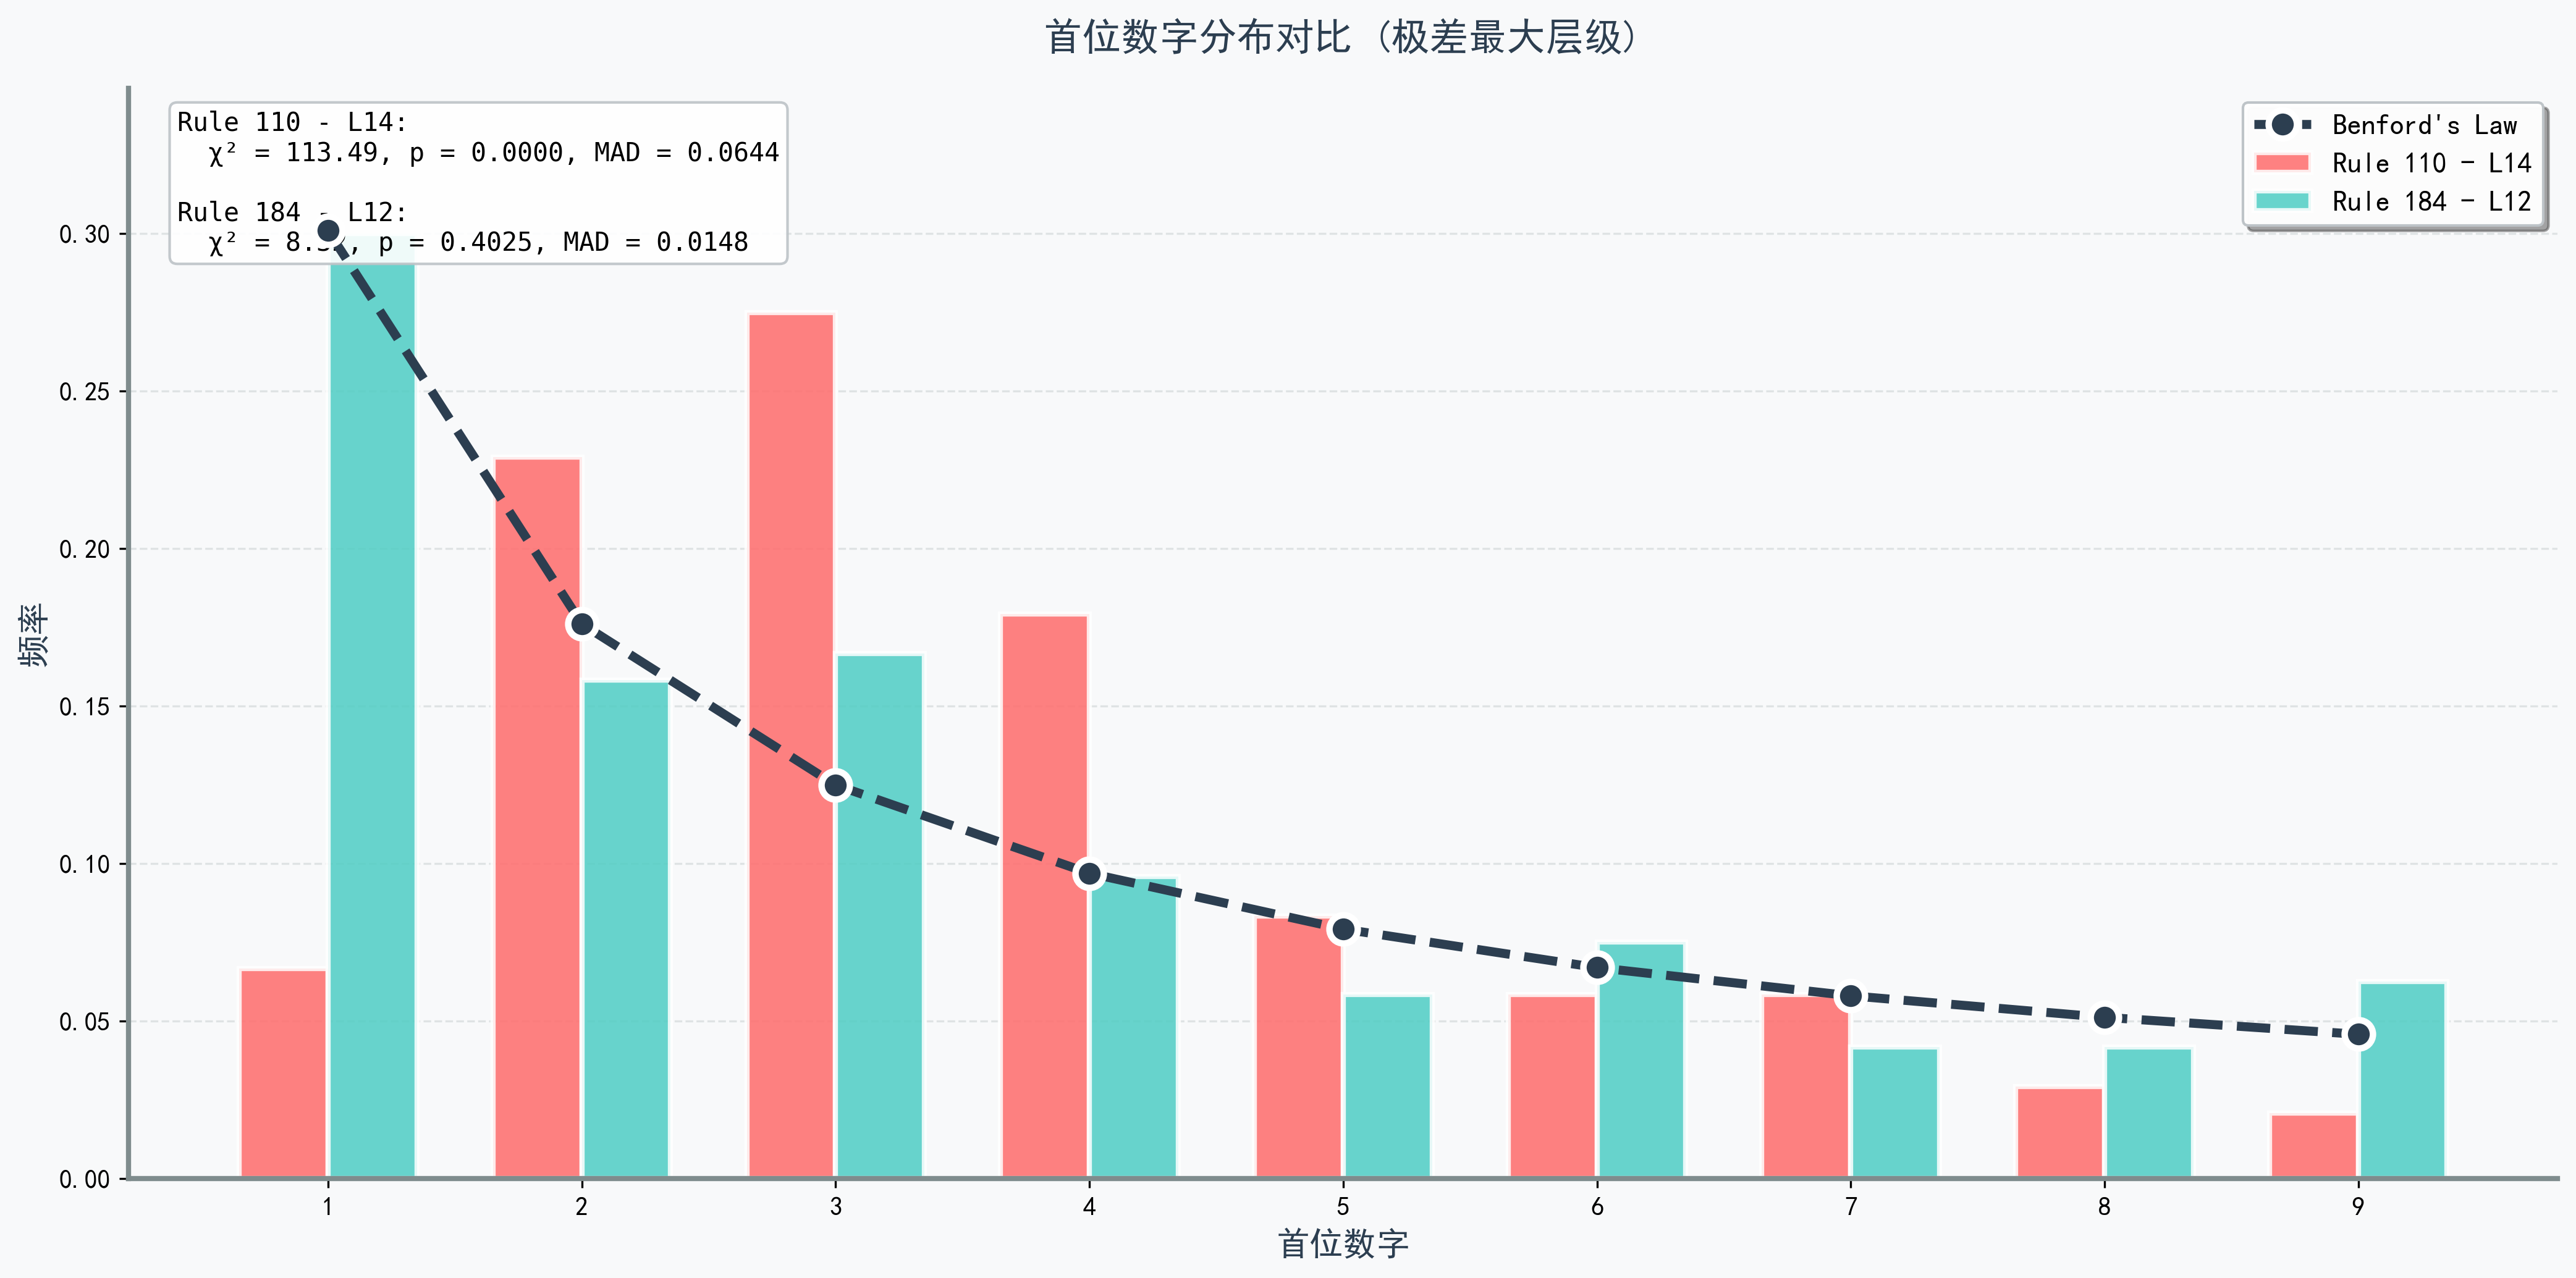 首位数字分布对比（极差最大层级）
Rule 110 - L14:
χ² = 113.49, p = 0.0000, MAD = 0.0644
Rule 184 - L12:
χ² = 8., p = 0.4025, MAD = 0.0148
Benford's Law
Rule 110 - L14
Rule 184 - L12
频率
0.30
0.25
0.20
0.15
0.10
0.05
0.00
1 2 3 4 5 6 7 8 9
首位数字